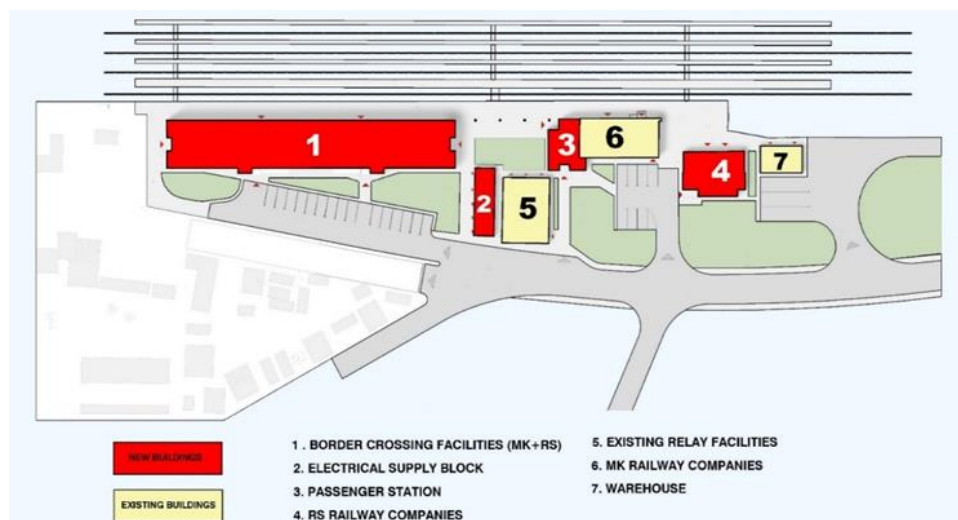 1
3
6
4
7
2
5
NEW BUILDINGS
EXISTING BUILDINGS
1 . BORDER CROSSING FACILITIES (MK+RS)
2. ELECTRICAL SUPPLY BLOCK
3. PASSENGER STATION
4. RS RAILWAY COMPANIES
5. EXISTING RELAY FACILITIES
6. MK RAILWAY COMPANIES
7. WAREHOUSE